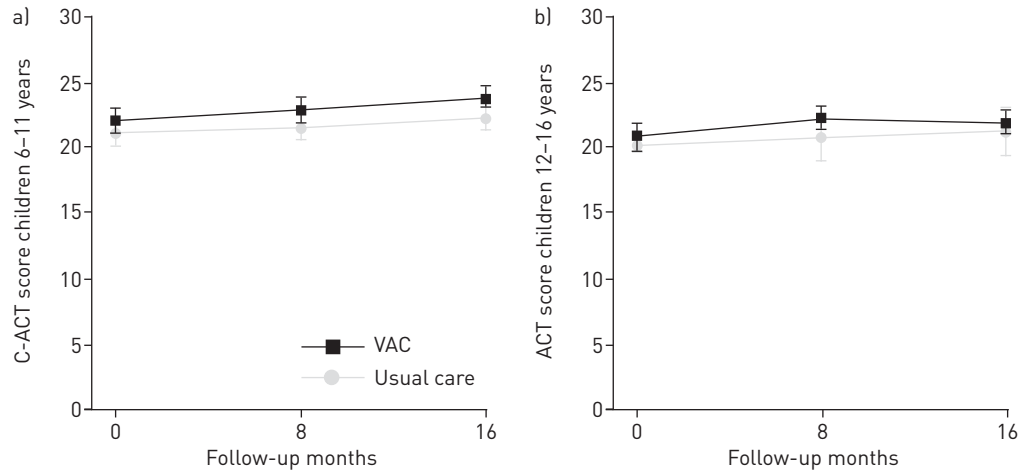 a)
C-ACT score children 6–11 years
30
25
20
15
10
5
0
0 8 16
Follow-up months
VAC
Usual care
b)
ACT score children 12–16 years
30
25
20
15
10
5
0
0 8 16
Follow-up months